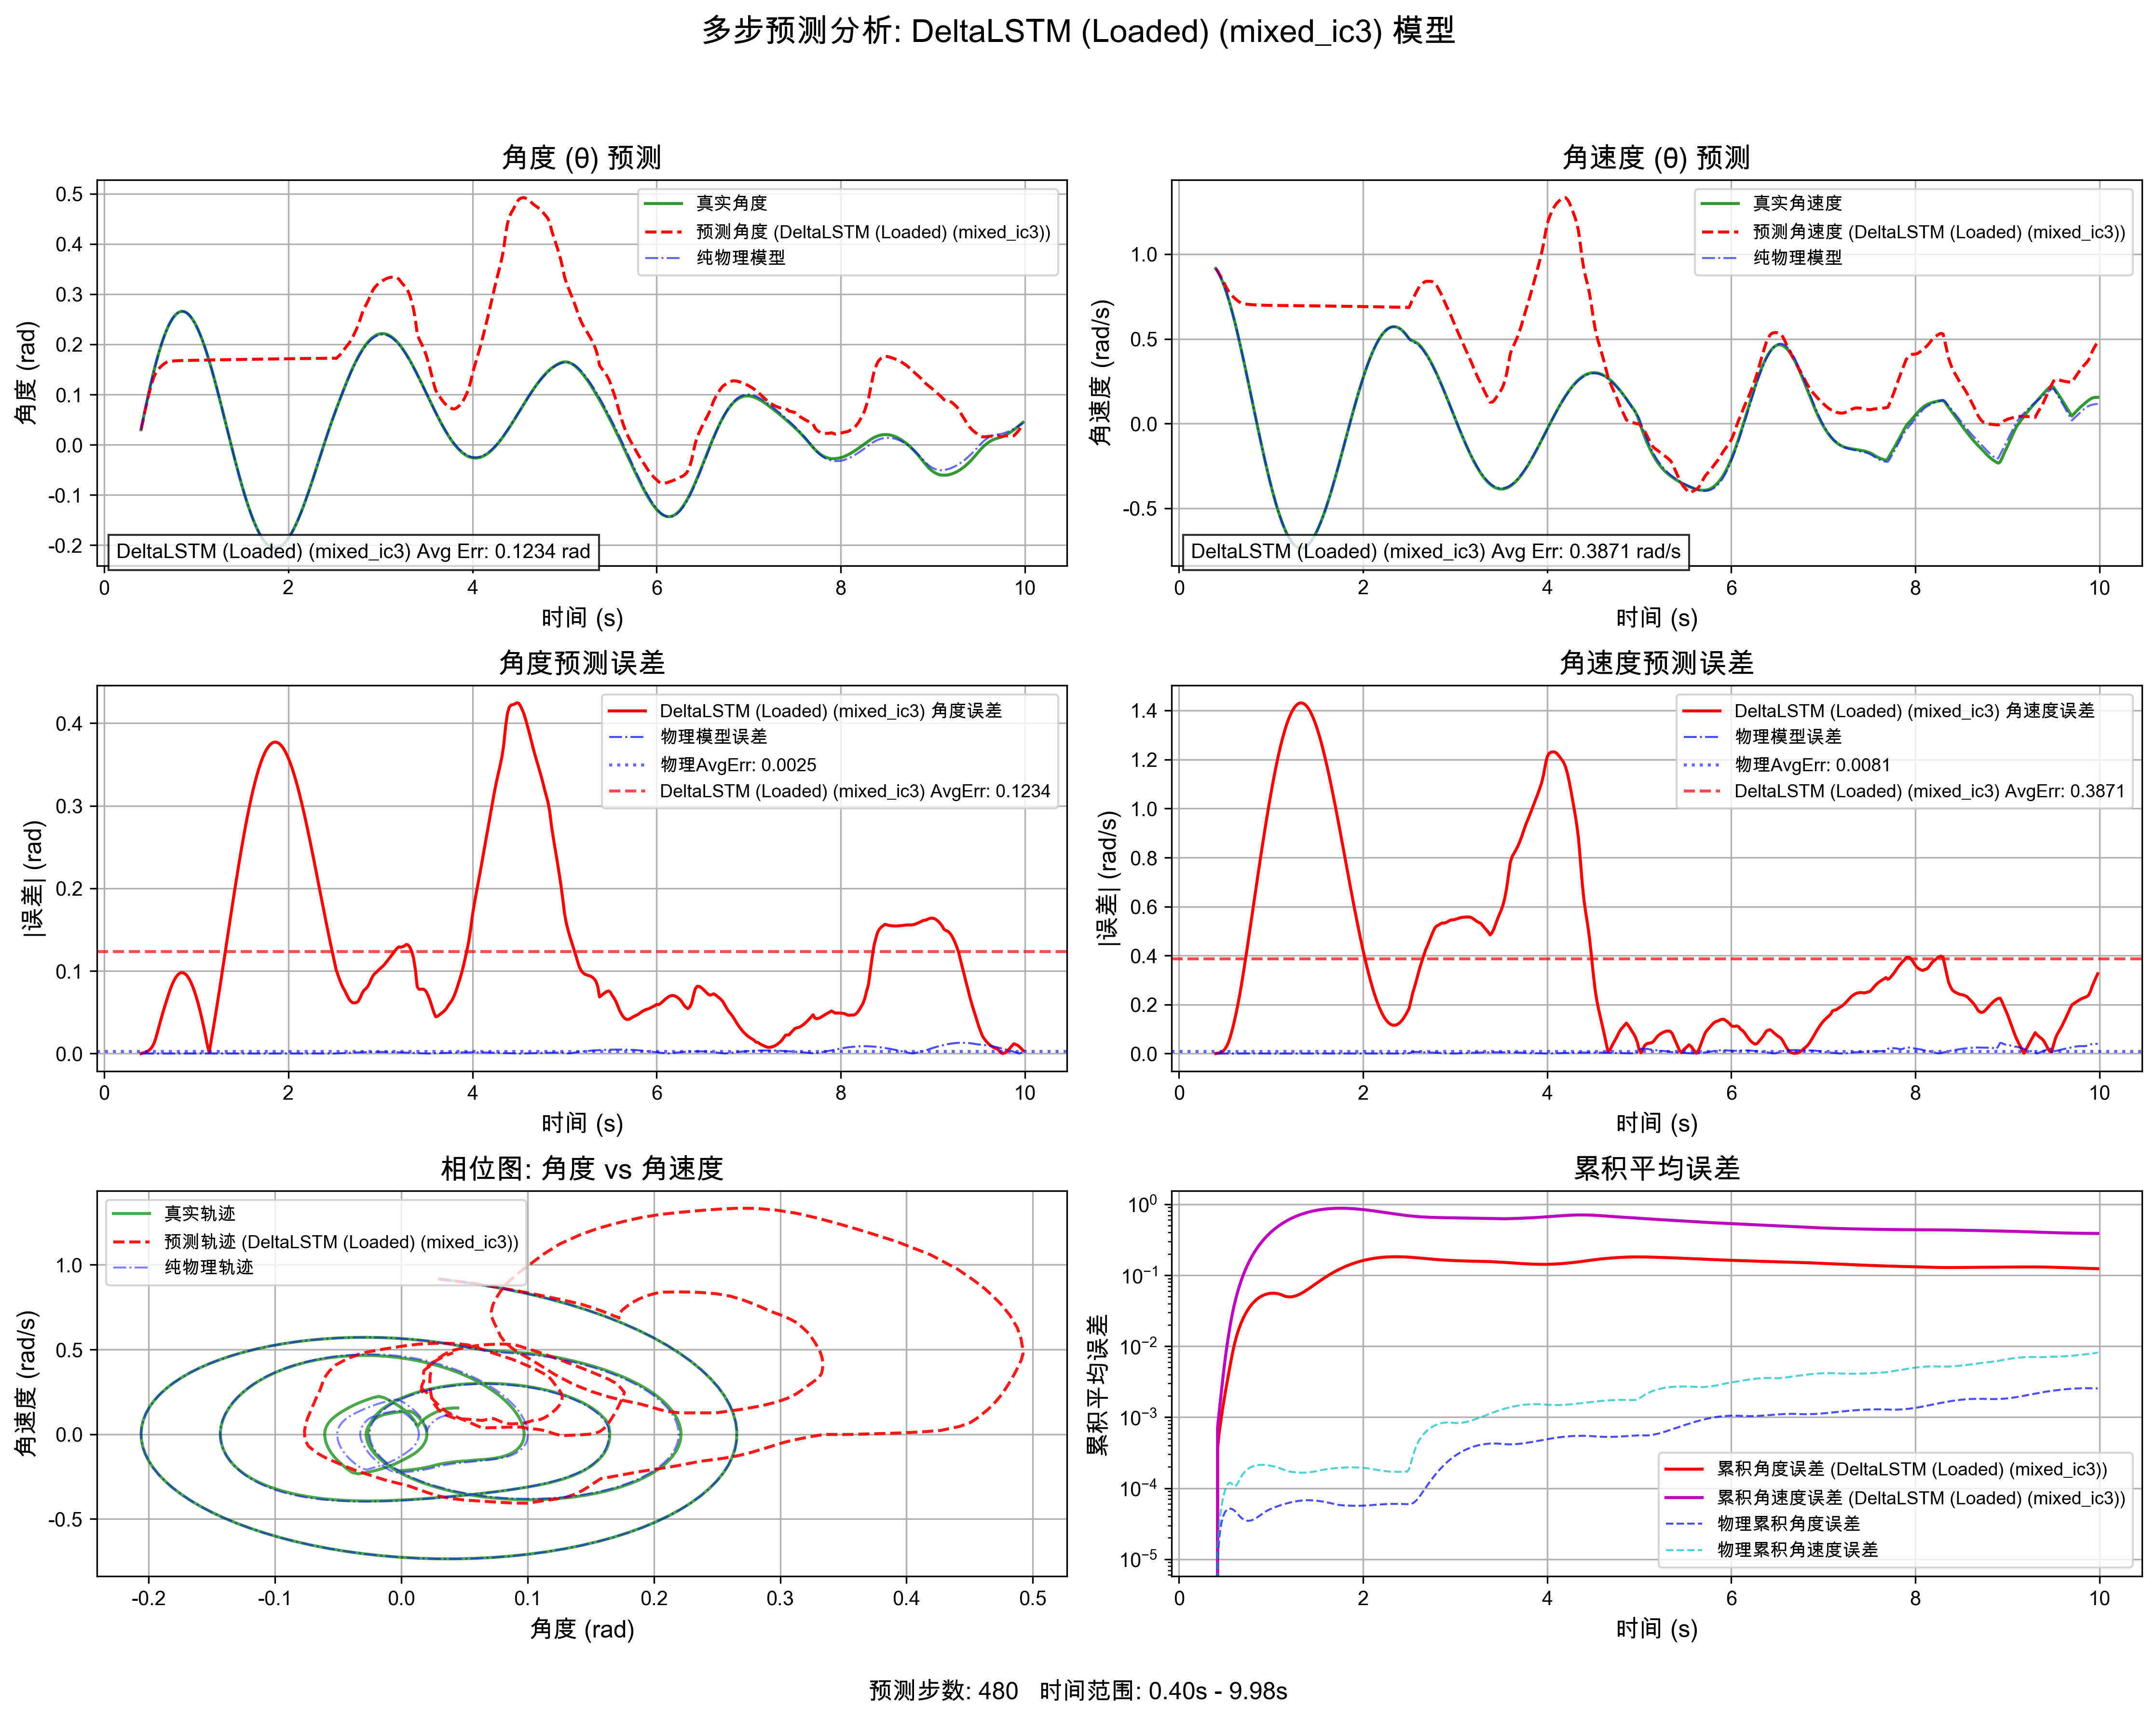 多步预测分析: DeltaLSTM (Loaded) (mixed_ic3) 模型
角度 (θ) 预测
角度 (rad)
0.5
0.4
0.3
0.2
0.1
0.0
-0.1
-0.2
真实角度
预测角度 (DeltaLSTM (Loaded) (mixed_ic3))
纯物理模型
DeltaLSTM (Loaded) (mixed_ic3) Avg Err: 0.1234 rad
0 2 4 6 8 10
时间 (s)
角速度 (θ) 预测
角速度 (rad/s)
1.0
0.5
0.0
-0.5
真实角速度
预测角速度 (DeltaLSTM (Loaded) (mixed_ic3))
纯物理模型
DeltaLSTM (Loaded) (mixed_ic3) Avg Err: 0.3871 rad/s
0 2 4 6 8 10
时间 (s)
角度预测误差
|误差| (rad)
0.4
0.3
0.2
0.1
0.0
DeltaLSTM (Loaded) (mixed_ic3) 角度误差
物理模型误差
物理AvgErr: 0.0025
DeltaLSTM (Loaded) (mixed_ic3) AvgErr: 0.1234
0 2 4 6 8 10
时间 (s)
角速度预测误差
|误差| (rad/s)
1.4
1.2
1.0
0.8
0.6
0.4
0.2
0.0
DeltaLSTM (Loaded) (mixed_ic3) 角速度误差
物理模型误差
物理AvgErr: 0.0081
DeltaLSTM (Loaded) (mixed_ic3) AvgErr: 0.3871
0 2 4 6 8 10
时间 (s)
相位图: 角度 vs 角速度
角速度 (rad/s)
1.0
0.5
0.0
-0.5
真实轨迹
预测轨迹 (DeltaLSTM (Loaded) (mixed_ic3))
纯物理轨迹
-0.2 -0.1 0.0 0.1 0.2 0.3 0.4 0.5
角度 (rad)
累积平均误差
累积平均误差
10⁰
10⁻¹
10⁻²
10⁻³
10⁻⁴
10⁻⁵
累积角度误差 (DeltaLSTM (Loaded) (mixed_ic3))
累积角速度误差 (DeltaLSTM (Loaded) (mixed_ic3))
物理累积角度误差
物理累积角速度误差
0 2 4 6 8 10
时间 (s)
预测步数: 480 时间范围: 0.40s - 9.98s